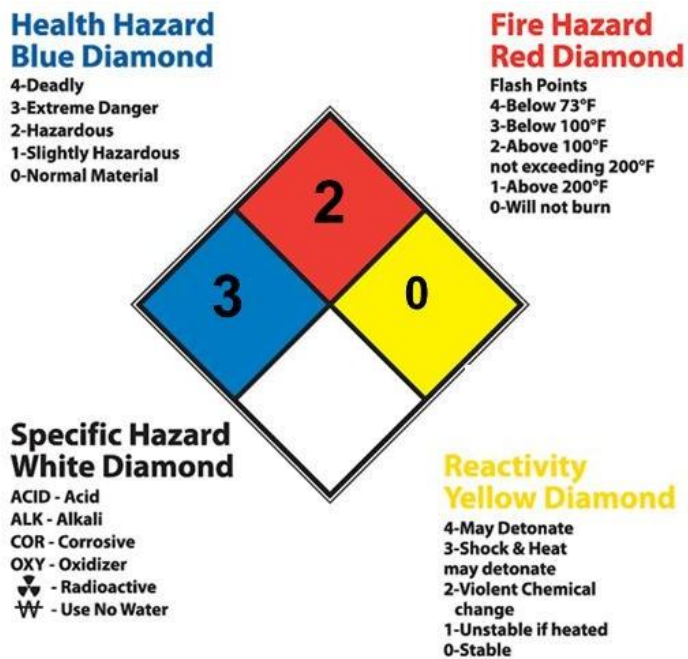 Health Hazard
Blue Diamond
4-Deadly
3-Extreme Danger
2-Hazardous
1-Slightly Hazardous
0-Normal Material
Fire Hazard
Red Diamond
Flash Points
4-Below 73°F
3-Below 100°F
2-Above 100°F
not exceeding 200°F
1-Above 200°F
0-Will not burn
2
3
0
Specific Hazard
White Diamond
ACID - Acid
ALK - Alkali
COR - Corrosive
OXY - Oxidizer
- Radioactive
W - Use No Water
Reactivity
Yellow Diamond
4-May Detonate
3-Shock & Heat
may detonate
2-Violent Chemical
change
1-Unstable if heated
0-Stable